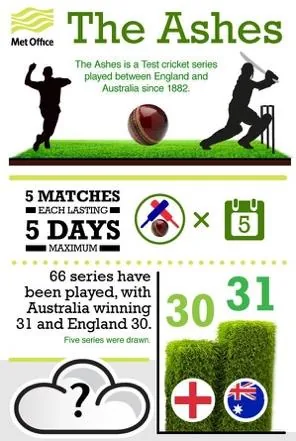 Met Office
The Ashes
The Ashes is a Test cricket series
played between England and
Australia since 1882.
5 MATCHES
EACH LASTING
5 DAYS
MAXIMUM
×
5
66 series have
been played, with
Australia winning
31 and England 30.
Five series were drawn.
30
31
?